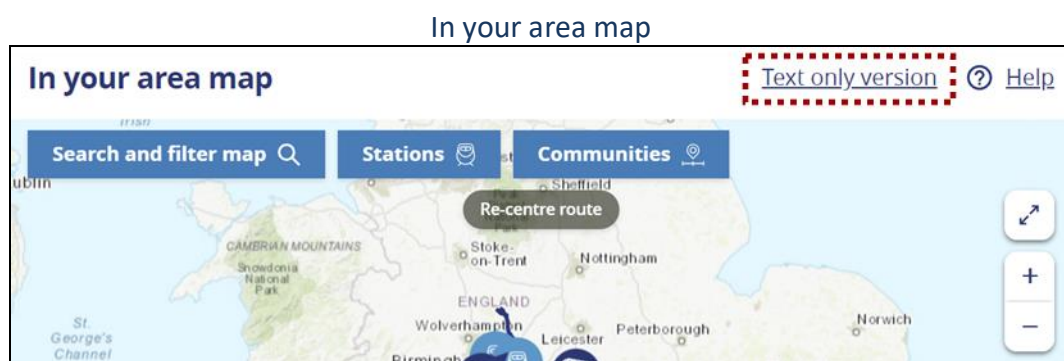 In your area map
In your area map
Text only version
Help
Irish
Search and filter map
Stations
Communities
Sheffield
Re-centre route
CAMBRIAN MOUNTAINS
Snowdonia
National
Park
Stoke-
on-Trent
Nottingham
ENGLAND
St.
George's
Channel
Wolverhampton
Leicester
Peterborough
Norwich
+
−